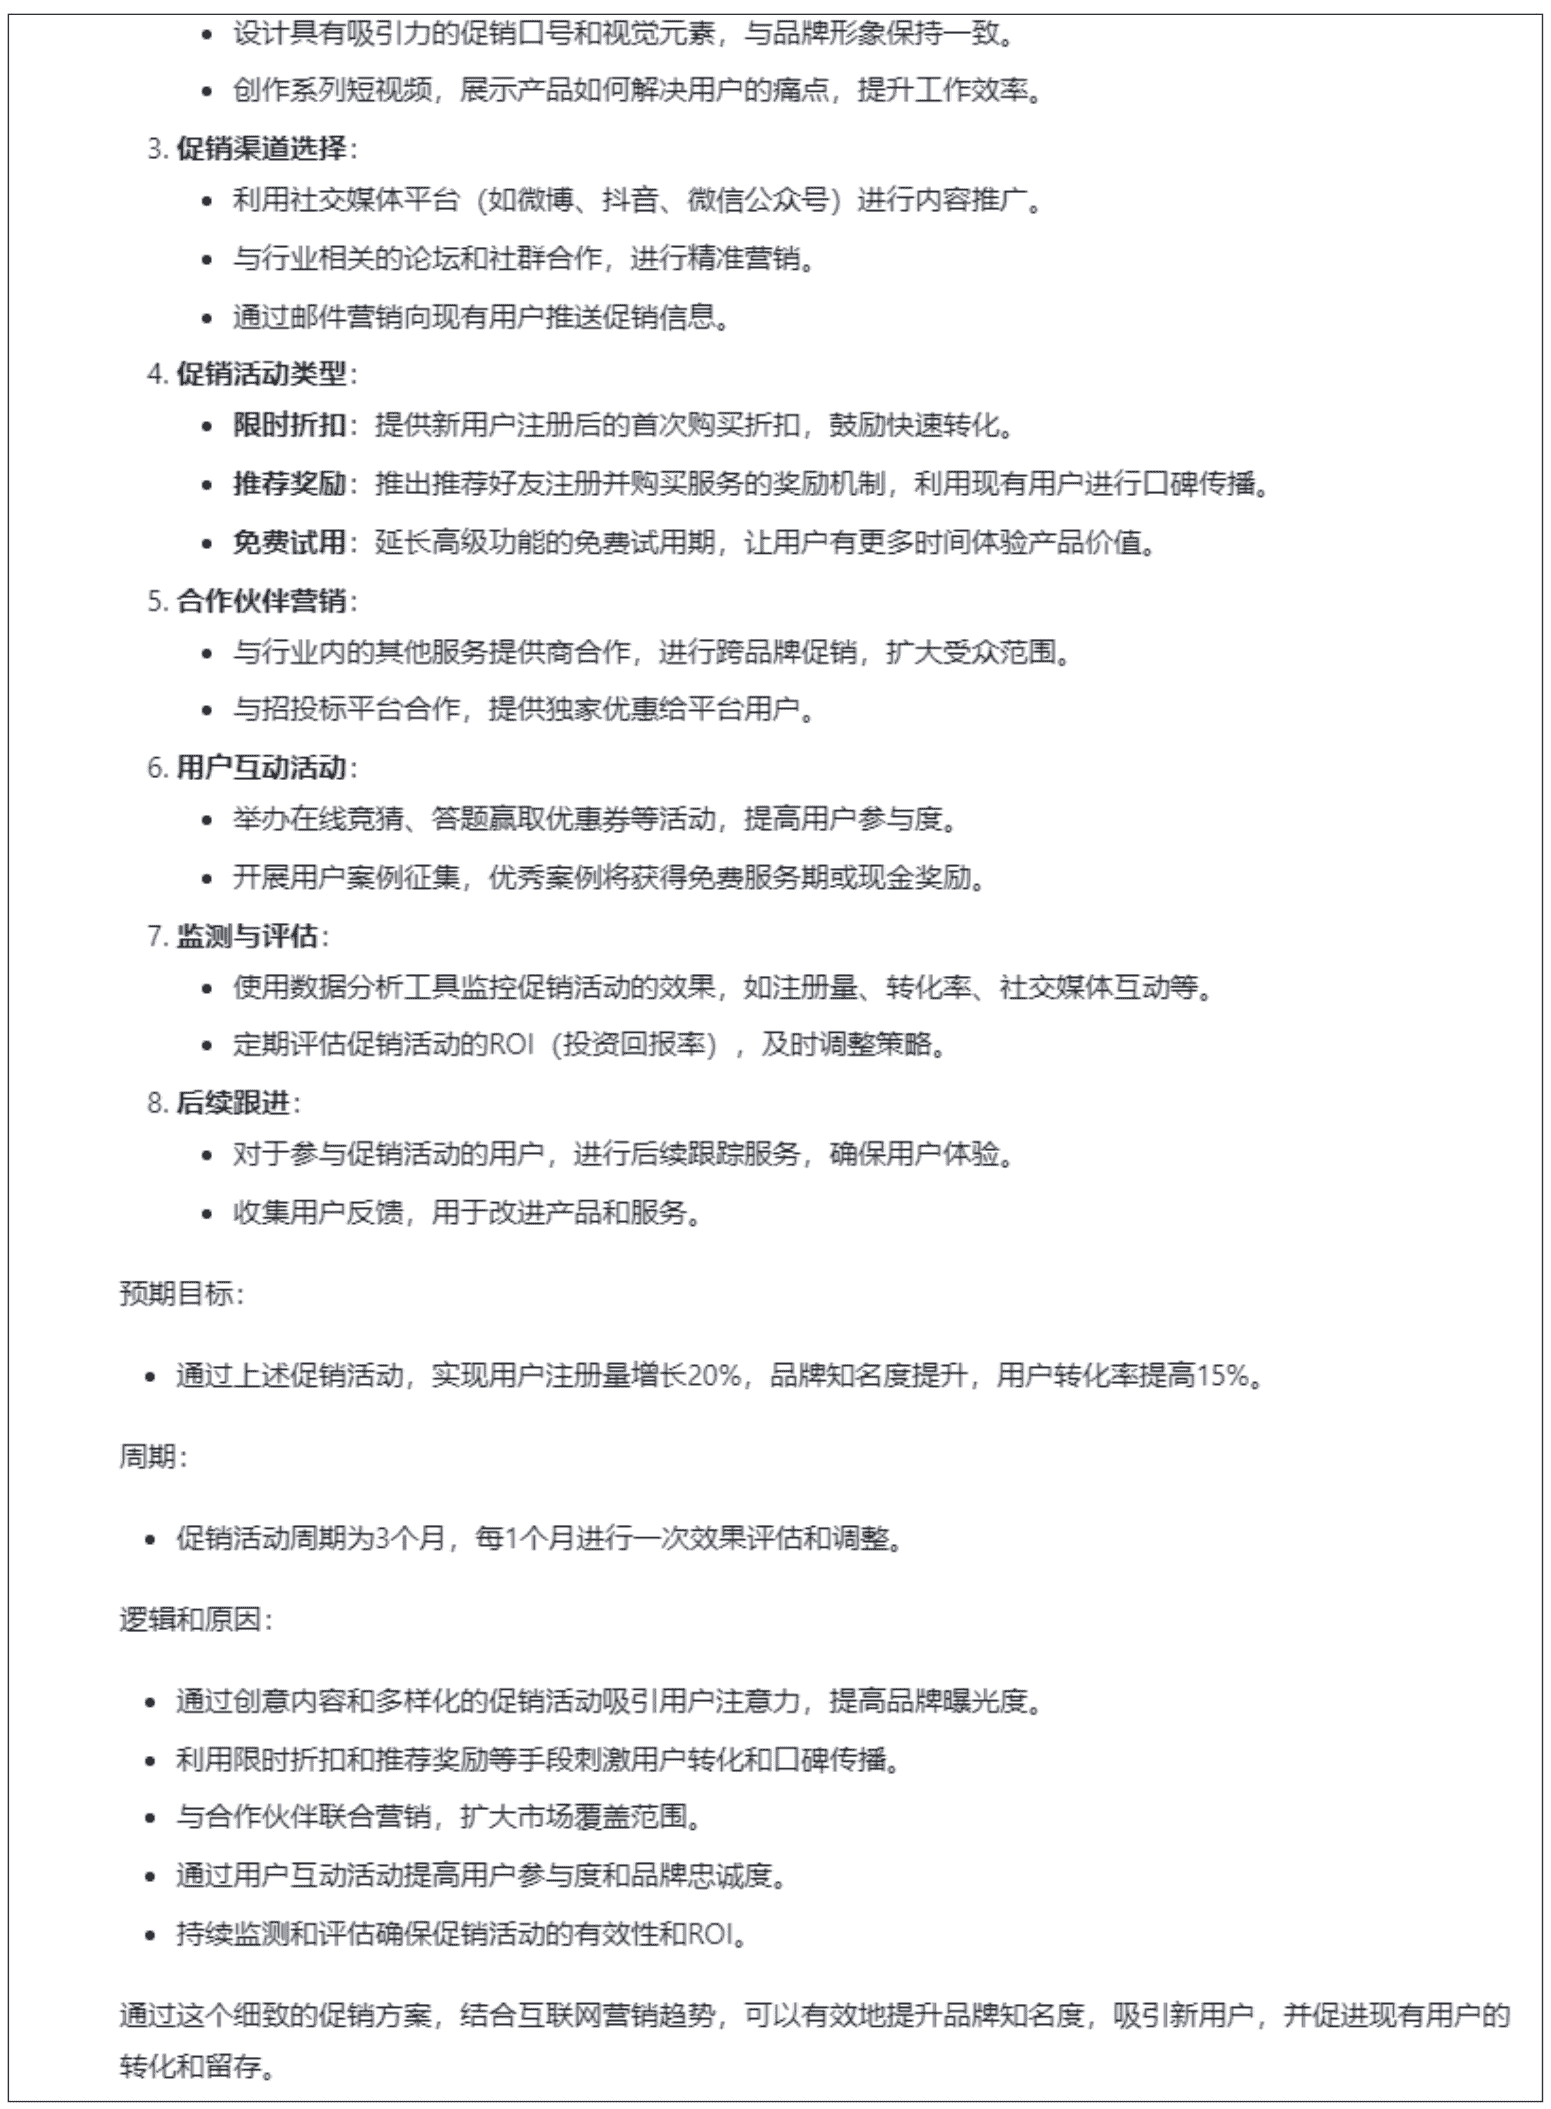 • 设计具有吸引力的促销口号和视觉元素，与品牌形象保持一致。
• 创作系列短视频，展示产品如何解决用户的痛点，提升工作效率。
3. 促销渠道选择：
• 利用社交媒体平台（如微博、抖音、微信公众号）进行内容推广。
• 与行业相关的论坛和社群合作，进行精准营销。
• 通过邮件营销向现有用户推送促销信息。
4. 促销活动类型：
• 限时折扣：提供新用户注册后的首次购买折扣，鼓励快速转化。
• 推荐奖励：推出推荐好友注册并购买服务的奖励机制，利用现有用户进行口碑传播。
• 免费试用：延长高级功能的免费试用期，让用户有更多时间体验产品价值。
5. 合作伙伴营销：
• 与行业内的其他服务提供商合作，进行跨品牌促销，扩大受众范围。
• 与招投标平台合作，提供独家优惠给平台用户。
6. 用户互动活动：
• 举办在线竞猜、答题赢取优惠券等活动，提高用户参与度。
• 开展用户案例征集，优秀案例将获得免费服务期或现金奖励。
7. 监测与评估：
• 使用数据分析工具监控促销活动的效果，如注册量、转化率、社交媒体互动等。
• 定期评估促销活动的ROI（投资回报率），及时调整策略。
8. 后续跟进：
• 对于参与促销活动的用户，进行后续跟踪服务，确保用户体验。
• 收集用户反馈，用于改进产品和服务。
预期目标：
• 通过上述促销活动，实现用户注册量增长20%，品牌知名度提升，用户转化率提高15%。
周期：
• 促销活动周期为3个月，每1个月进行一次效果评估和调整。
逻辑和原因：
• 通过创意内容和多样化的促销活动吸引用户注意力，提高品牌曝光度。
• 利用限时折扣和推荐奖励等手段刺激用户转化和口碑传播。
• 与合作伙伴联合营销，扩大市场覆盖范围。
• 通过用户互动活动提高用户参与度和品牌忠诚度。
• 持续监测和评估确保促销活动的有效性和ROI。
通过这个细致的促销方案，结合互联网营销趋势，可以有效地提升品牌知名度，吸引新用户，并促进现有用户的
转化和留存。